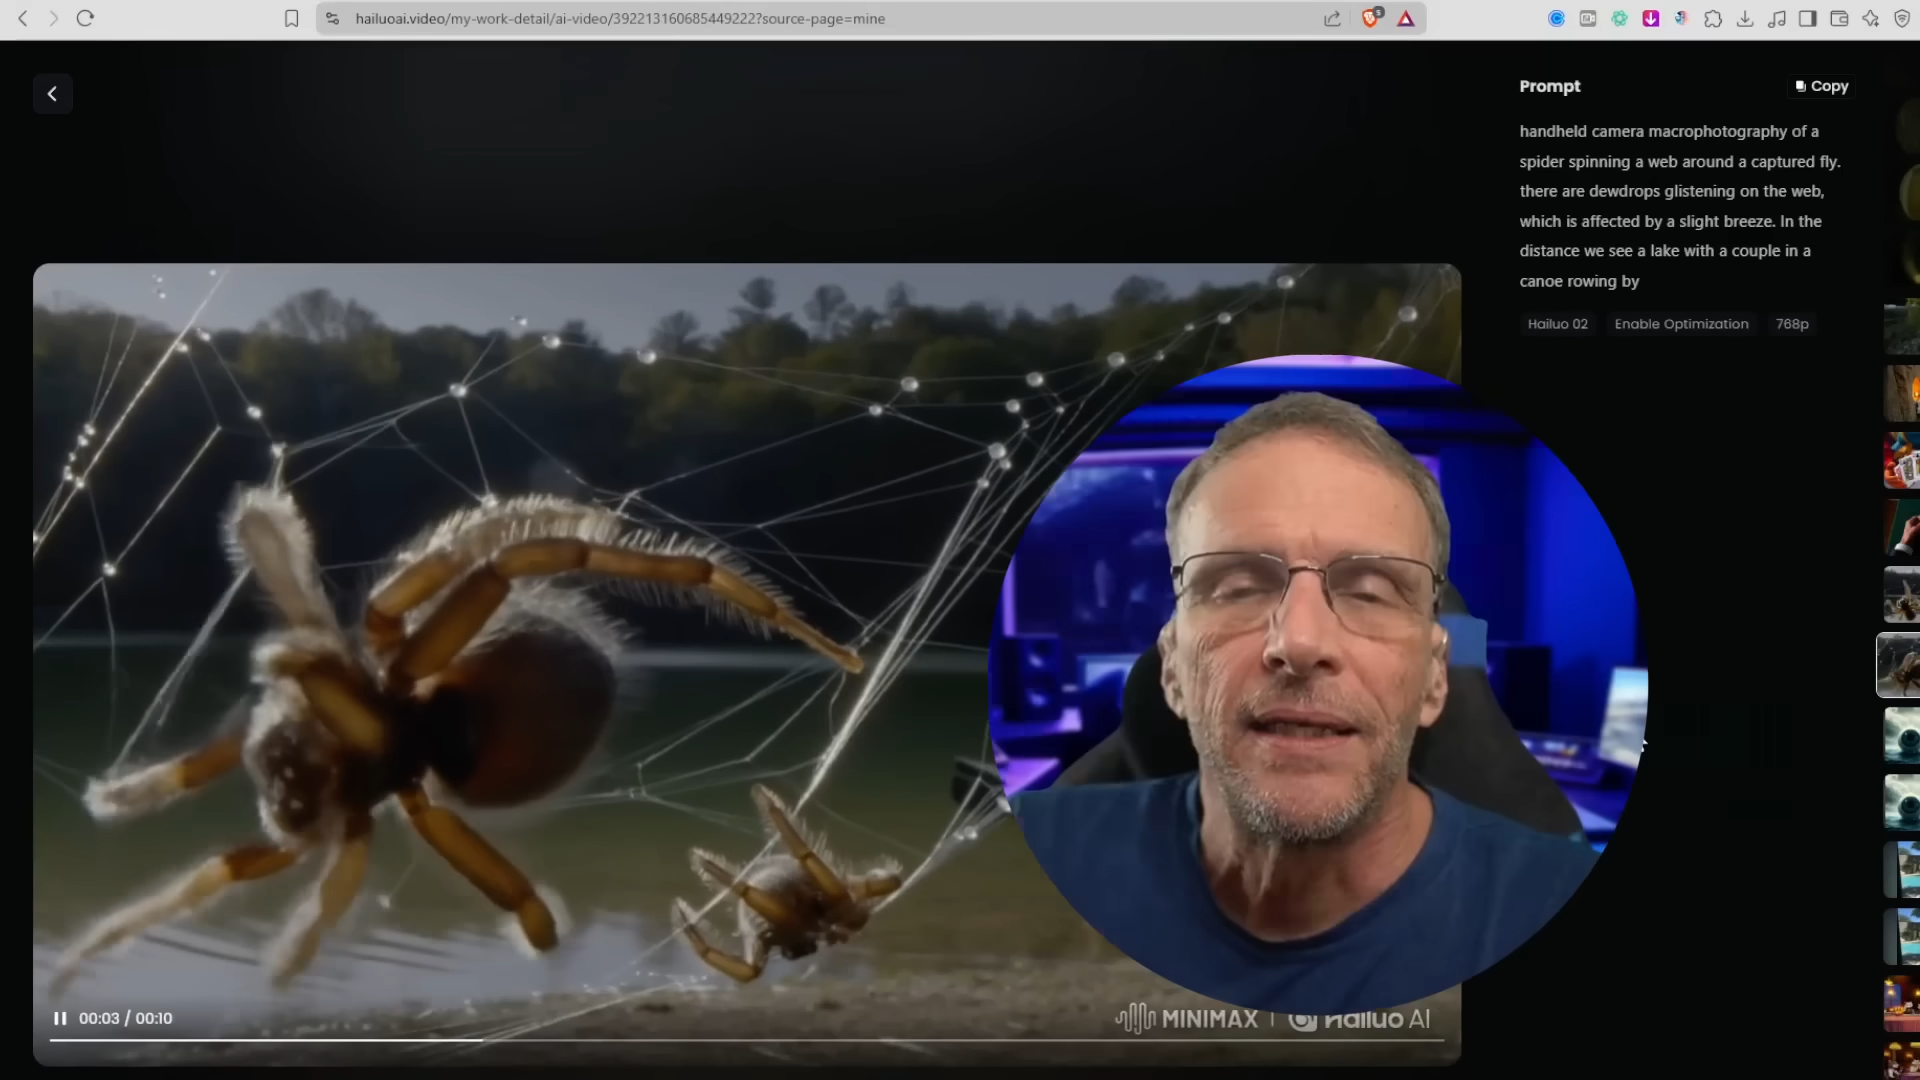 hailuoai.video/my-work-detail/ai-video/392213160685449222?source-page=mine
Prompt
Copy
handheld camera macrophotography of a
spider spinning a web around a captured fly.
there are dewdrops glistening on the web,
which is affected by a slight breeze. In the
distance we see a lake with a couple in a
canoe rowing by
Hailuo 02
Enable Optimization
768p
00:03 / 00:10
MINIMAX
Hailuo AI